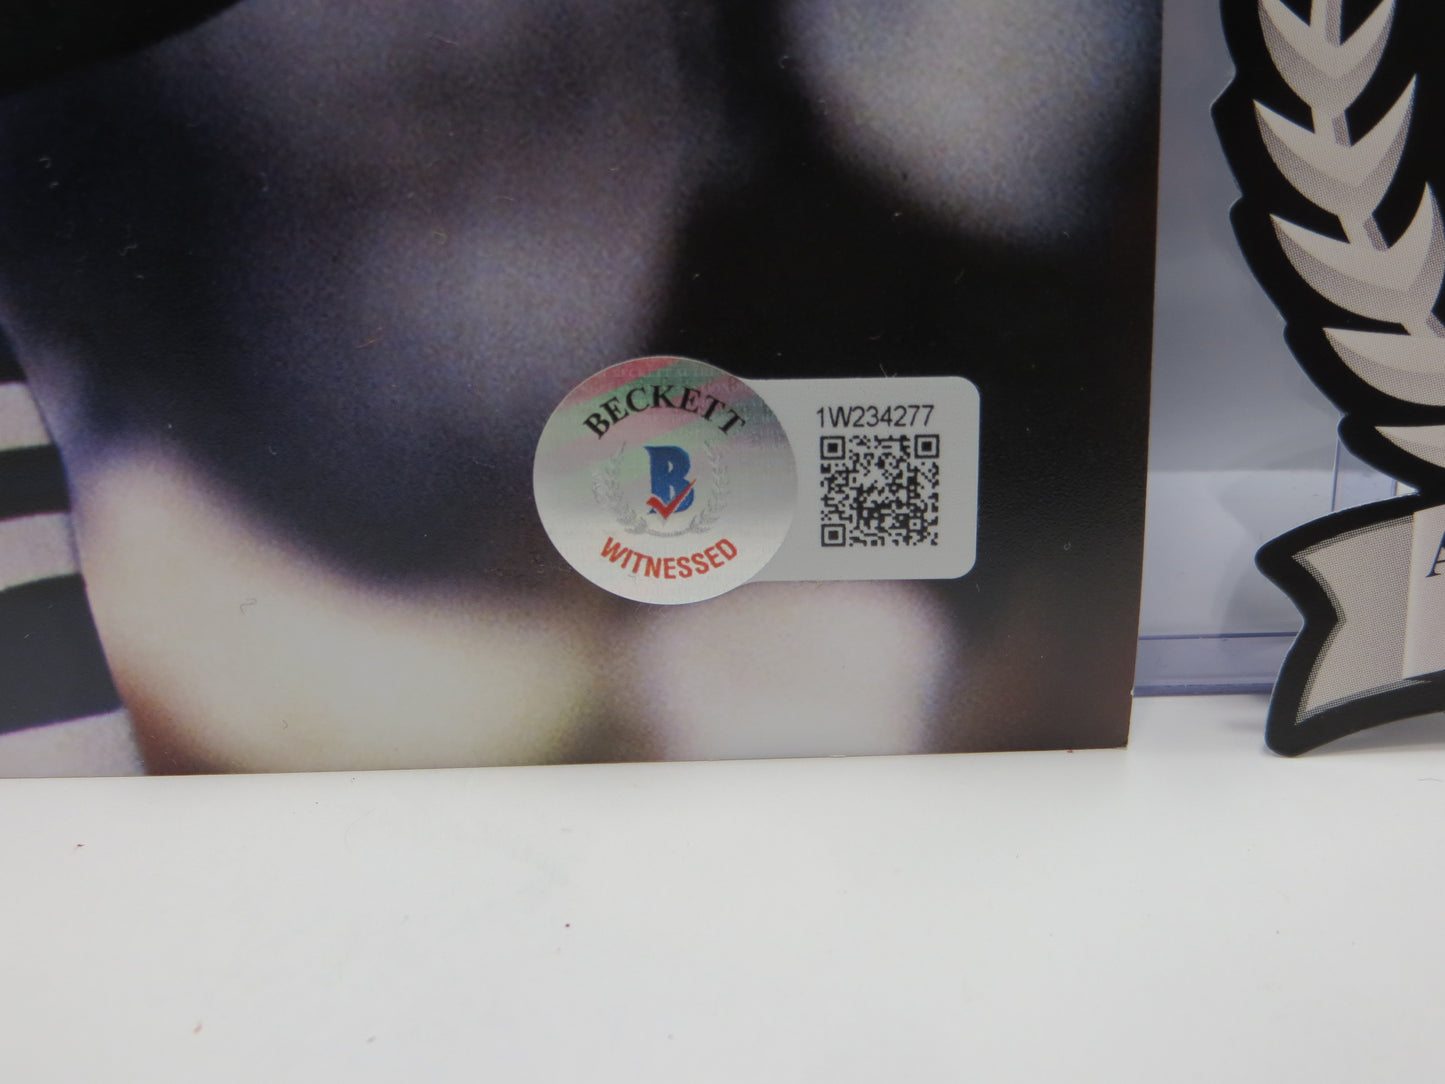 BECKETT
B
WITNESSED
1W234277
A